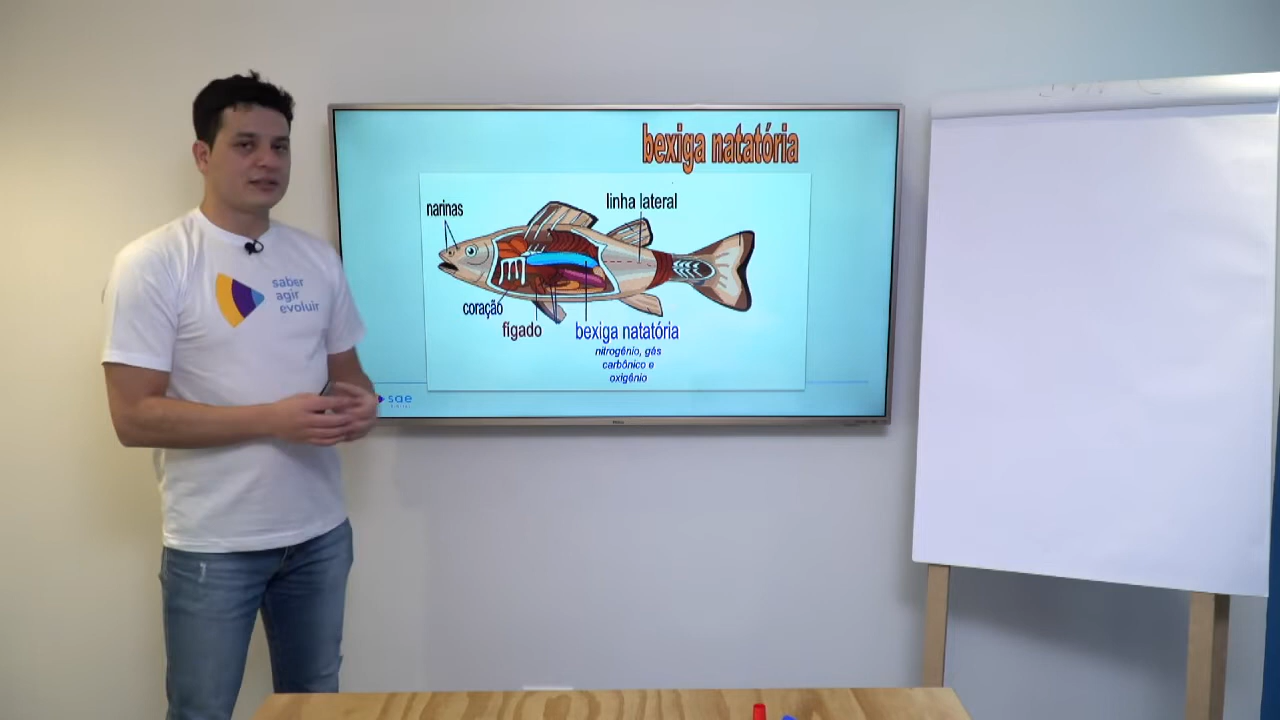 bexiga natatória
narinas
linha lateral
coração
fígado
bexiga natatória
nitrogênio, gás
carbônico e
oxigênio
sae
saber
agir
evoluir